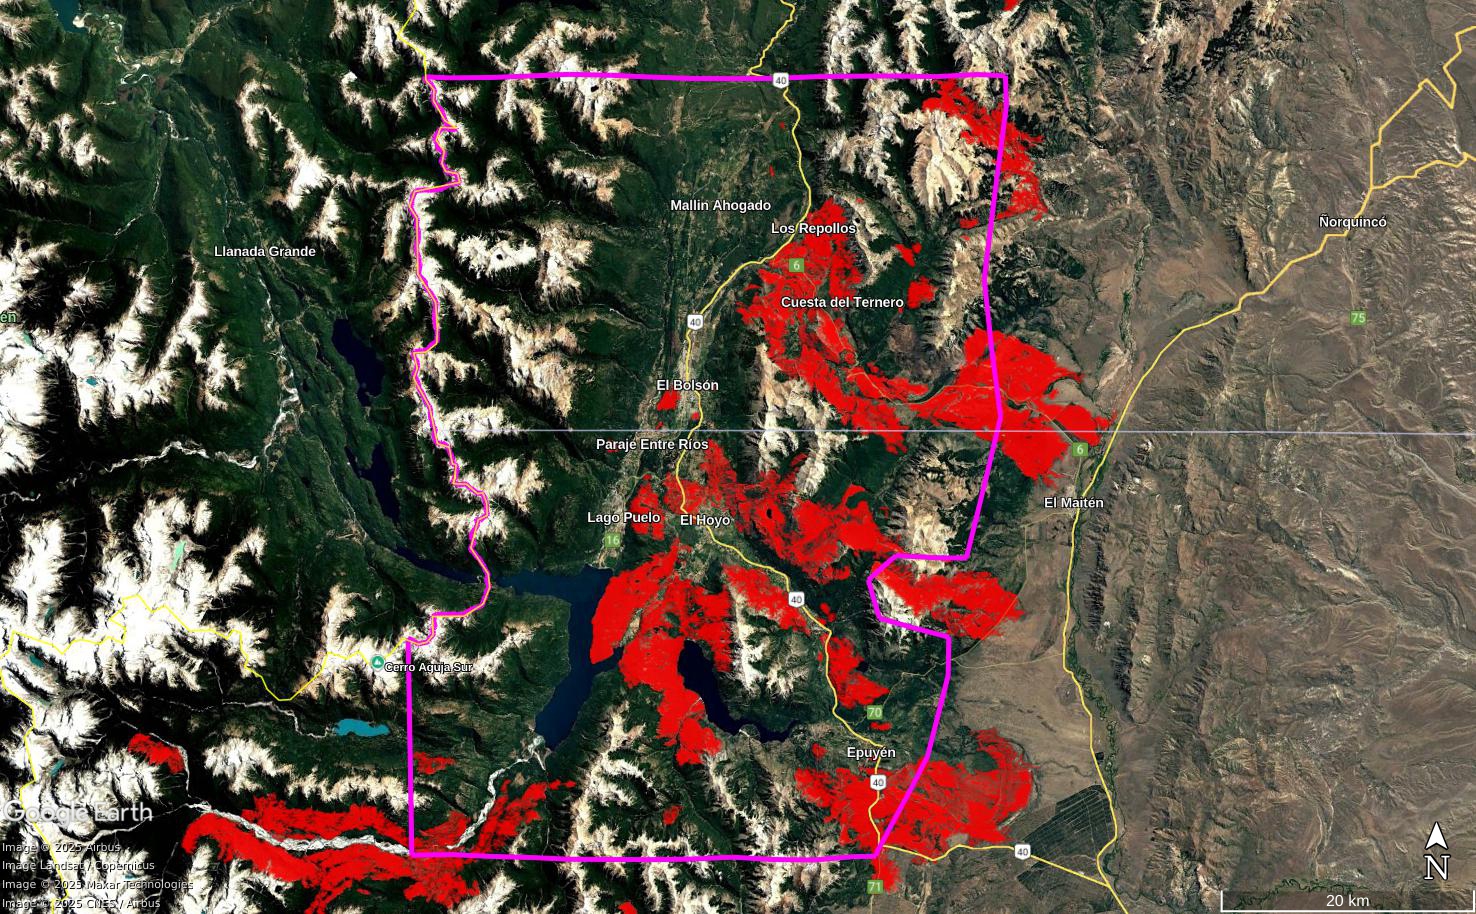 40
Mallin Ahogado
Los Repollos
Ñorquincó
Llanada Grande
6
Cuesta del Ternero
én
75
40
El Bolsón
Paraje Entre Ríos
6
El Maitén
Lago Puelo
El Hoyo
16
40
Cerro Aguja Sur
70
Epuyén
40
Google Earth
Image © 2025 Airbus
Image Landsat / Copernicus
Image © 2025 Maxar Technologies
Image © 2025 CNES / Airbus
40
71
N
20 km